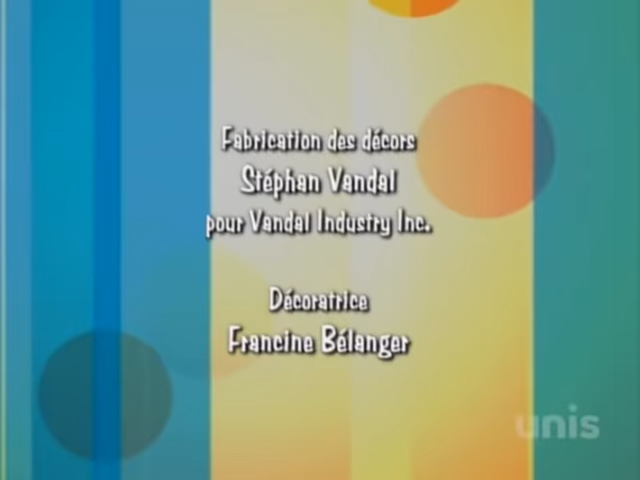 Fabrication des décors
Stéphan Vandal
pour Vandal Industry Inc.
Décoratrice
Francine Bélanger
unis